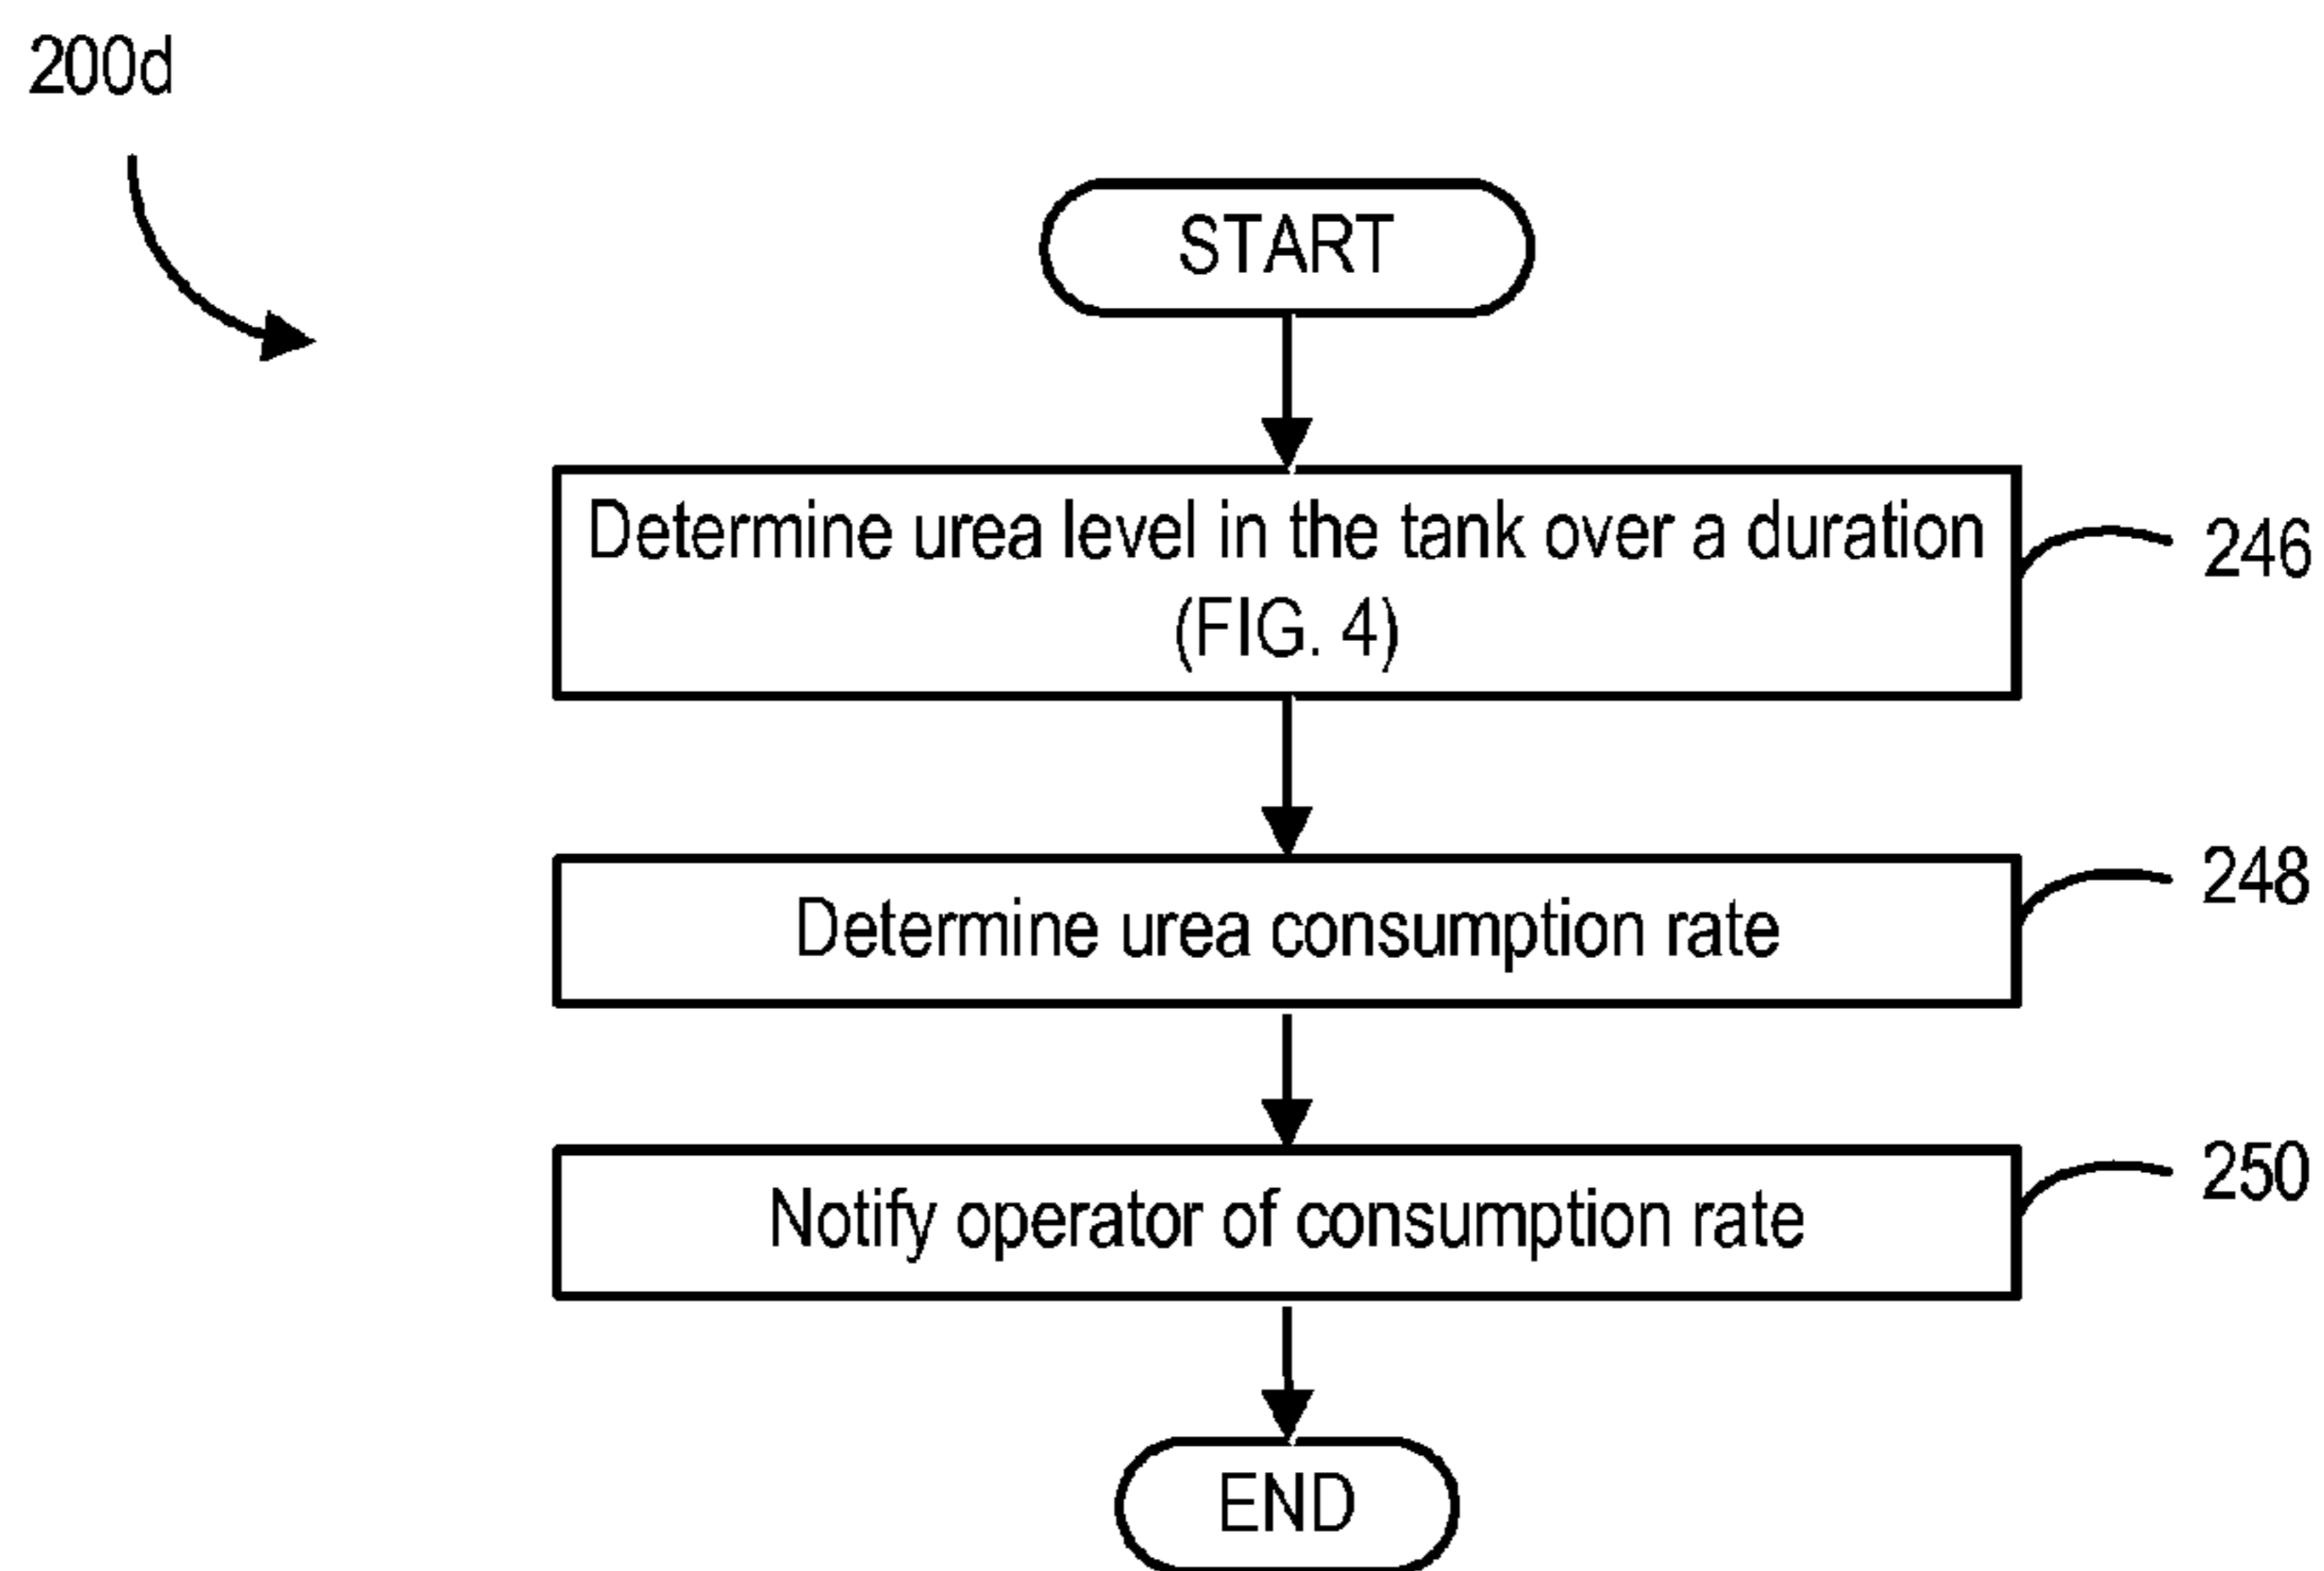 200d
START
Determine urea level in the tank over a duration
(FIG. 4)
246
Determine urea consumption rate
248
Notify operator of consumption rate
250
END